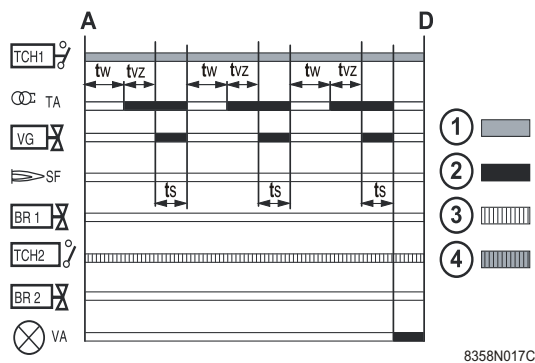 A D
TCH1
tw tvz tw tvz tw tvz
TA
VG
SF
ts ts ts
BR 1
TCH2
BR 2
VA
1
2
3
4
8358N017C